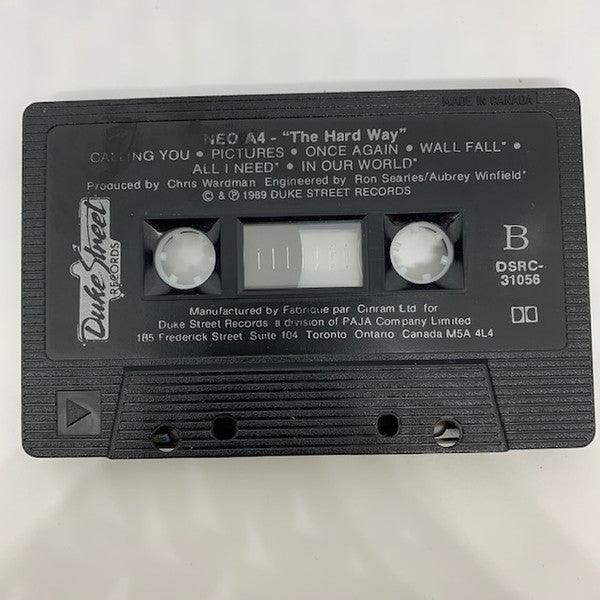 MADE IN CANADA
NEO A4 - "The Hard Way"
CALLING YOU • PICTURES • ONCE AGAIN • WALL FALL* •
ALL I NEED* • IN OUR WORLD*
Produced by Chris Wardman Engineered by Ron Searles/Aubrey Winfield*
© & ℗ 1989 DUKE STREET RECORDS
Duke Street
RECORDS
B
DSRC-
31056
Manufactured by Fabrique par Cinram Ltd for
Duke Street Records a division of PAJA Company Limited
185 Frederick Street Suite 104 Toronto Ontario Canada M5A 4L4